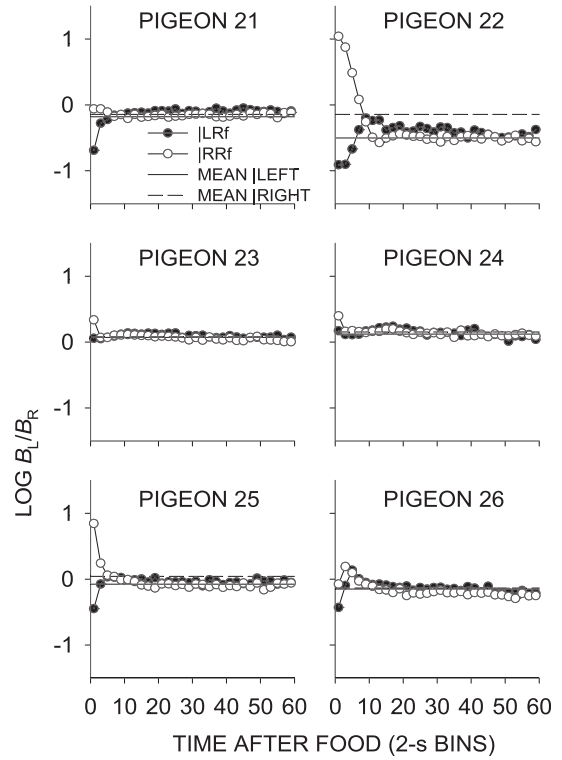 PIGEON 21
PIGEON 22
1
0
-1
|LRf
|RRf
MEAN |LEFT
MEAN |RIGHT
PIGEON 23
PIGEON 24
1
0
-1
LOG BL/BR
PIGEON 25
PIGEON 26
1
0
-1
0 10 20 30 40 50 60 0 10 20 30 40 50 60
TIME AFTER FOOD (2-s BINS)